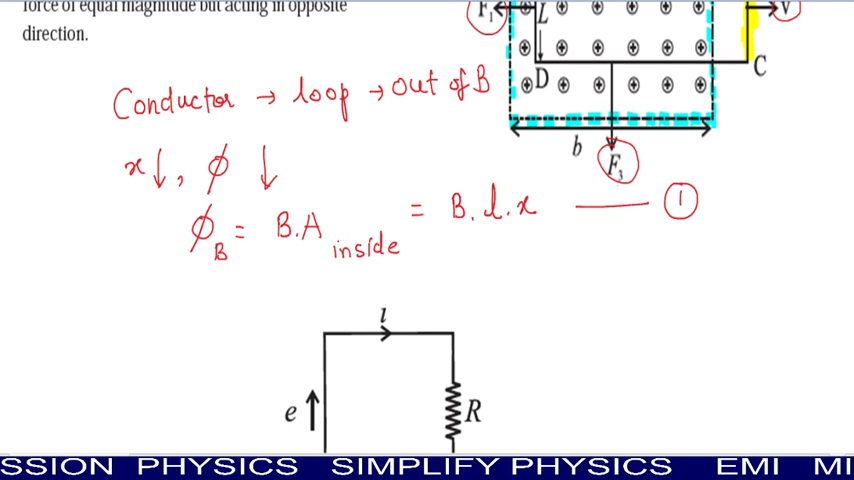 force of equal magnitude but acting in opposite
direction.
F₁
L
V
D
C
b
F₃
Conductor → loop → out of B
x↓, ϕ ↓
ϕ_B = B.A inside = B.l.x —— ①
I
e
R
SSION PHYSICS SIMPLIFY PHYSICS EMI MI